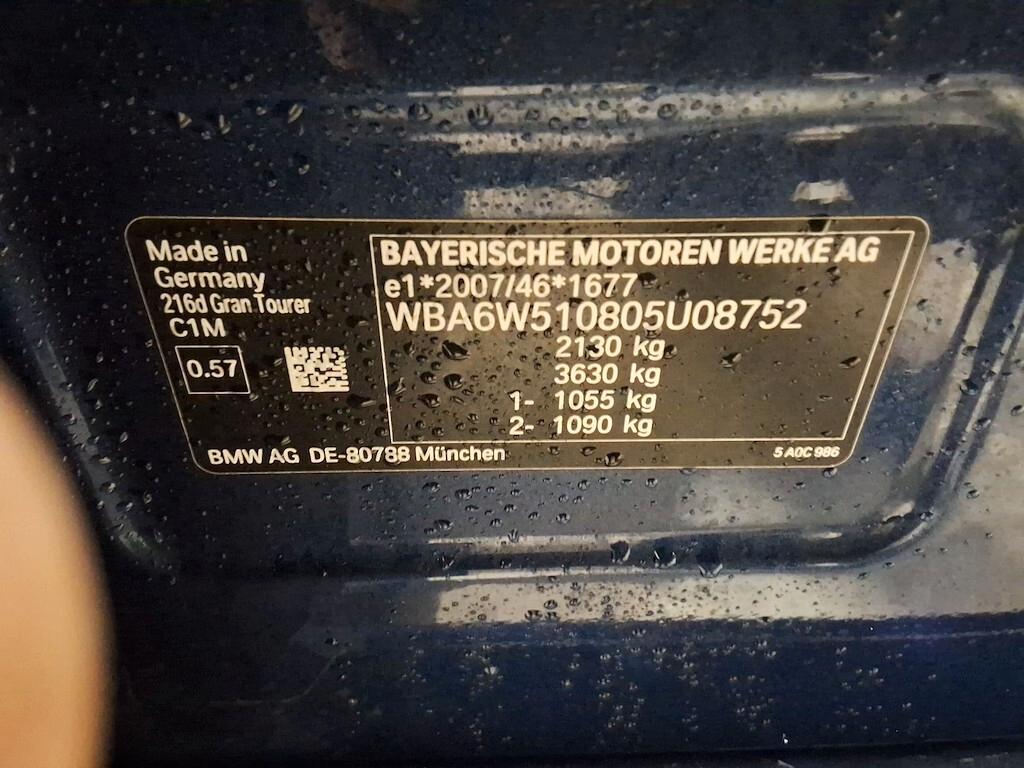 Made in
Germany
216d Gran Tourer
C1M
0.57
BAYERISCHE MOTOREN WERKE AG
e1*2007/46*1677
WBA6W510805U08752
2130 kg
3630 kg
1- 1055 kg
2- 1090 kg
BMW AG DE-80788 München
5 A0C 986